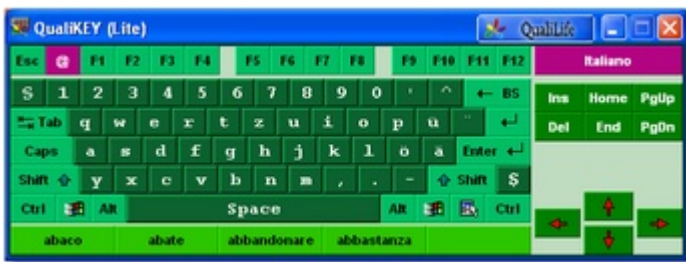 QualiKEY (Lite) QualiLife
Esc @ F1 F2 F3 F4 F5 F6 F7 F8 F9 F10 F11 F12 Italiano
§ 1 2 3 4 5 6 7 8 9 0 ' ^ ← BS Ins Home PgUp
Tab q w e r t z u i o p ü ¨ Del End PgDn
Caps a s d f g h j k l ö ä Enter
Shift y x c v b n m , . - Shift $
Ctrl Alt Space Alt Ctrl
abaco abate abbandonare abbastanza